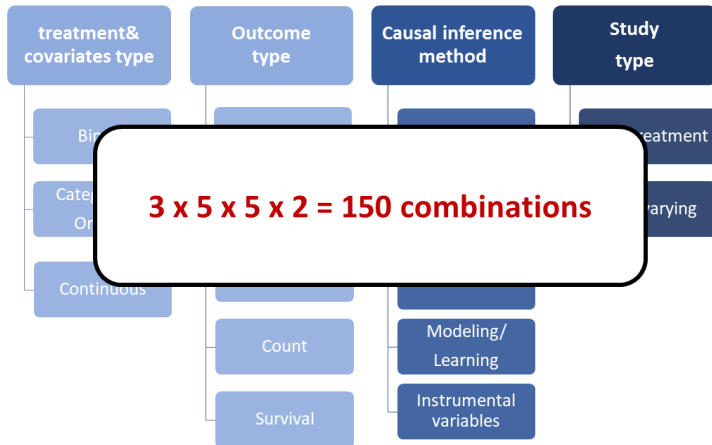 treatment&
covariates type
Outcome
type
Causal inference
method
Study
type
3 x 5 x 5 x 2 = 150 combinations
Continuous
Count
Survival
Modeling/
Learning
Instrumental
variables